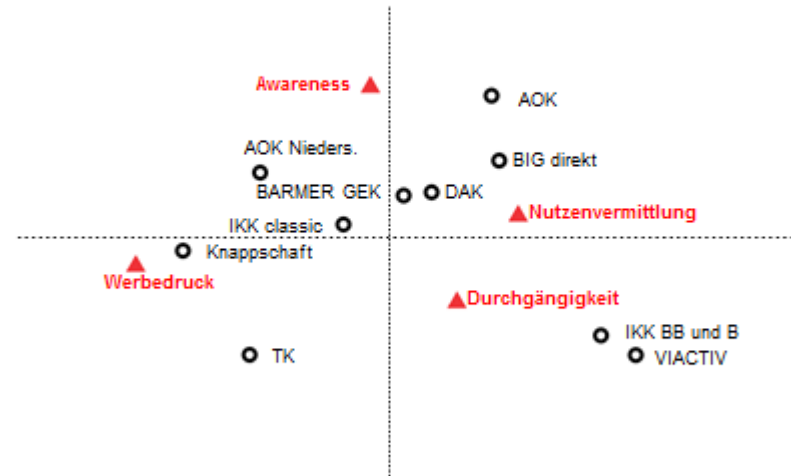 Awareness
AOK
AOK Nieders.
BIG direkt
BARMER GEK
DAK
Nutzenvermittlung
IKK classic
Knappschaft
Werbedruck
Durchgängigkeit
IKK BB und B
TK
VIACTIV